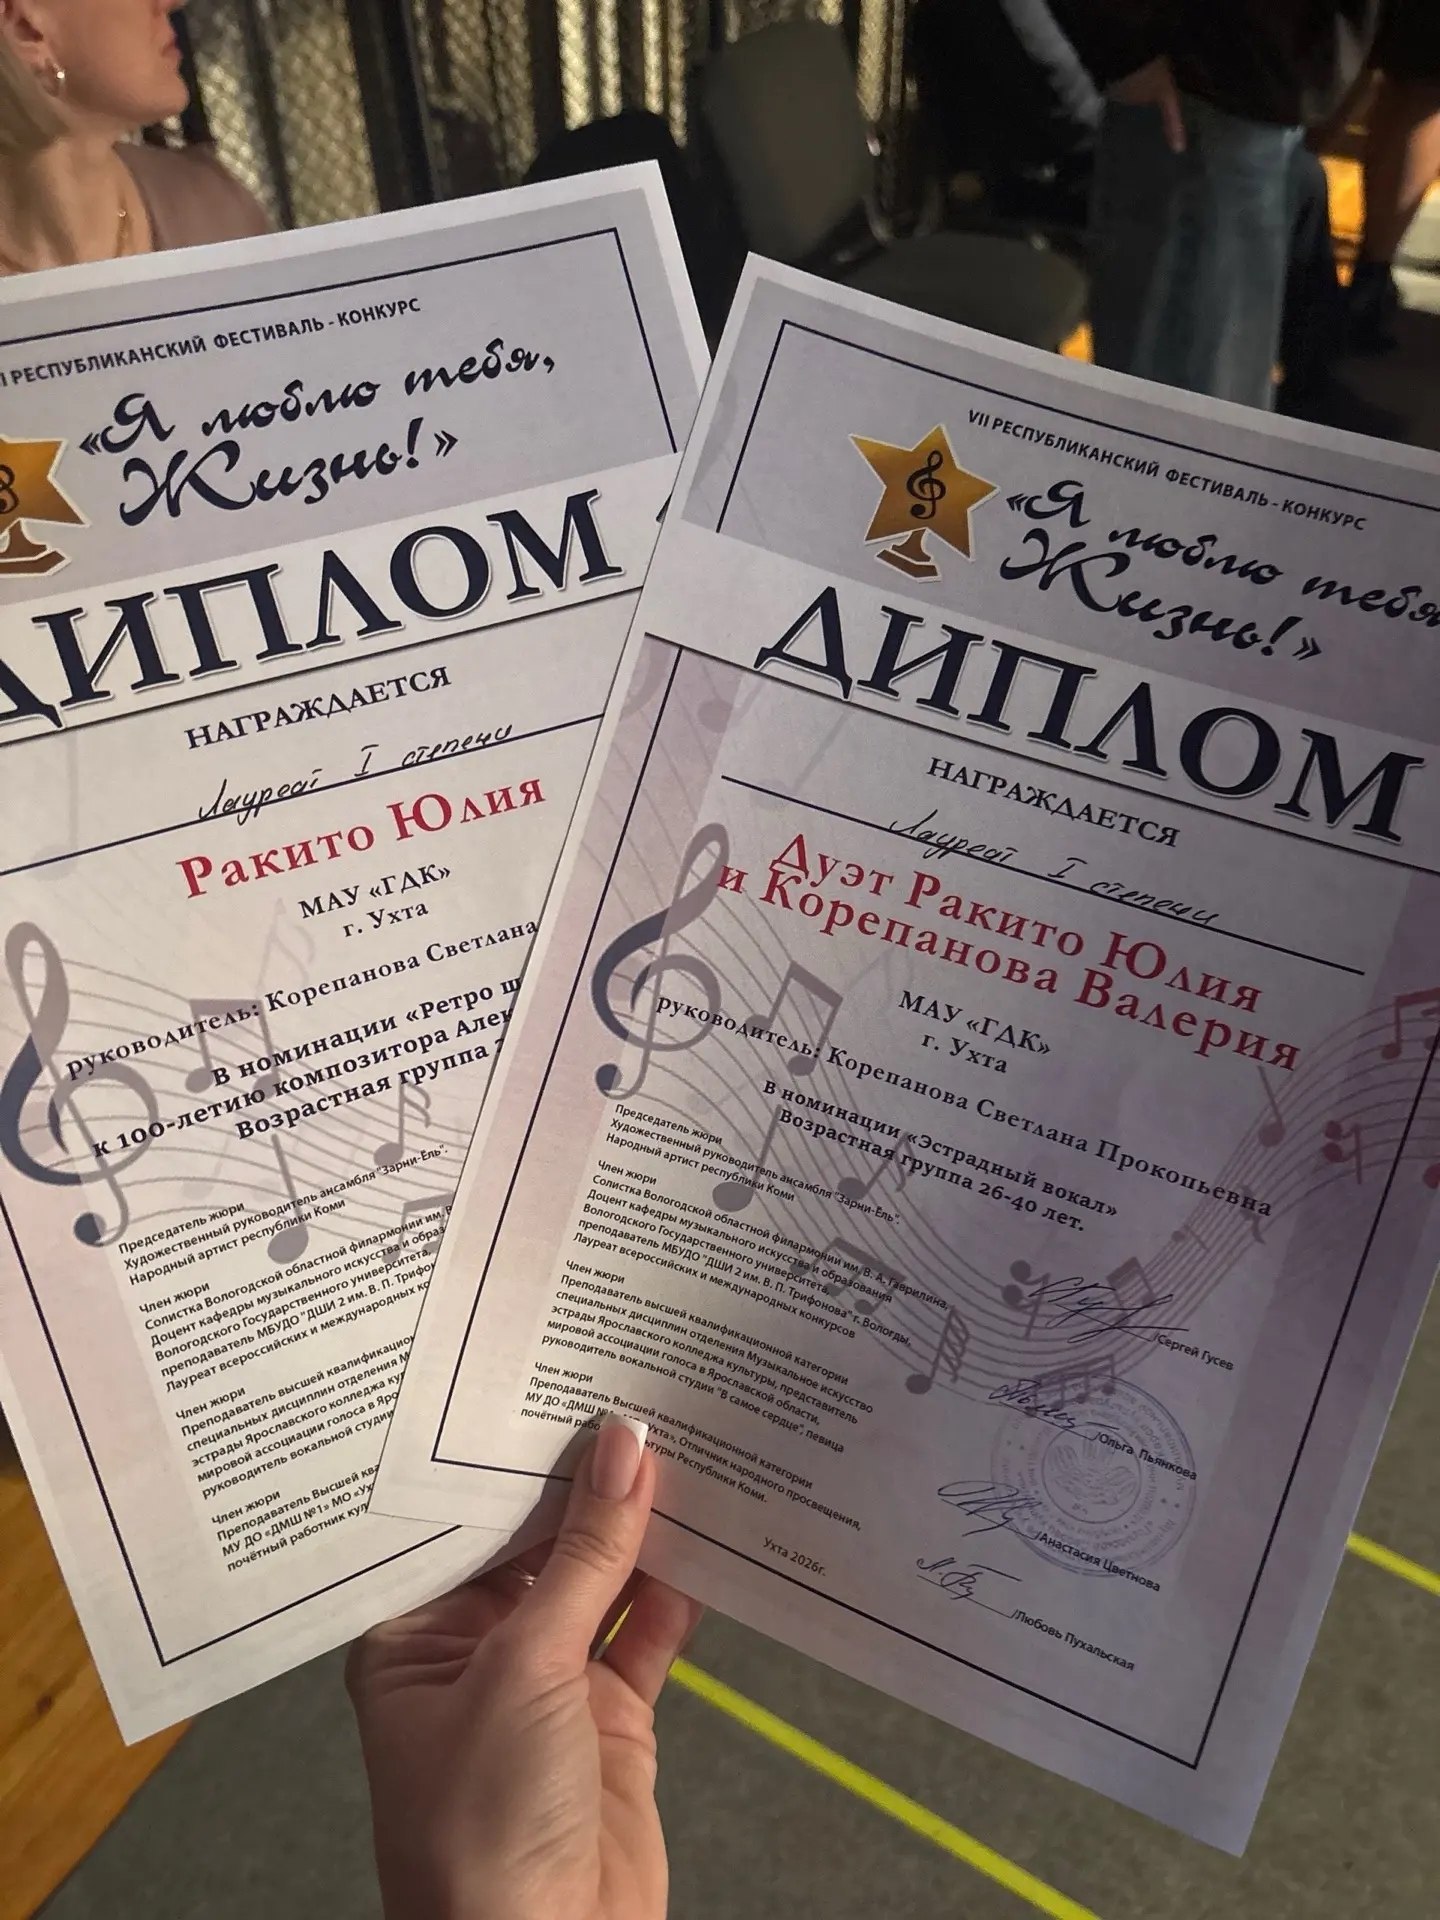 РЕСПУБЛИКАНСКИЙ ФЕСТИВАЛЬ - КОНКУРС
«Я люблю тебя,
Жизнь!»
ДИПЛОМ
НАГРАЖДАЕТСЯ
Лауреат I степени
Ракито Юлия
МАУ «ГДК»
г. Ухта
руководитель: Корепанова Светлана
В номинации «Ретро
к 100-летию композитора
Возрастная группа
Председатель жюри
Художественный руководитель ансамбля "Зарни-Ёль".
Народный артист республики Коми
Член жюри
Солистка Вологодской областной филармонии им.
Доцент кафедры музыкального искусства и
Вологодского Государственного университета,
преподаватель МБУДО "ДШИ 2 им. В. П.
Лауреат всероссийских и международных
Член жюри
Преподаватель высшей
специальных дисциплин отделения
эстрады Ярославского колледжа
мировой ассоциации голоса в
руководитель вокальной студии
Член жюри
Преподаватель Высшей
МУ ДО «ДМШ №1» МО
почётный работник
VII РЕСПУБЛИКАНСКИЙ ФЕСТИВАЛЬ - КОНКУРС
«Я люблю тебя
Жизнь!»
ДИПЛОМ
НАГРАЖДАЕТСЯ
Лауреат I степени
Дуэт Ракито Юлия
и Корепанова Валерия
МАУ «ГДК»
г. Ухта
руководитель: Корепанова Светлана Прокопьевна
в номинации «Эстрадный вокал»
Возрастная группа 26-40 лет.
Председатель жюри
Художественный руководитель ансамбля "Зарни-Ёль".
Народный артист республики Коми
Член жюри
Солистка Вологодской областной филармонии им. В. А. Гаврилина,
Доцент кафедры музыкального искусства и образования
Вологодского Государственного университета,
преподаватель МБУДО "ДШИ 2 им. В. П. Трифонова" г. Вологды,
Лауреат всероссийских и международных конкурсов
Член жюри
Преподаватель высшей квалификационной категории
специальных дисциплин отделения Музыкальное искусство
эстрады Ярославского колледжа культуры, представитель
мировой ассоциации голоса в Ярославской области,
руководитель вокальной студии "В самое сердце", певица
Член жюри
Преподаватель Высшей квалификационной категории
МУ ДО «ДМШ Ухта», Отличник народного просвещения,
почётный культуры Республики Коми.
/Сергей Гусев
/Ольга Пьянкова
/Анастасия Цветнова
/Любовь Пухальская
Ухта 2026г.